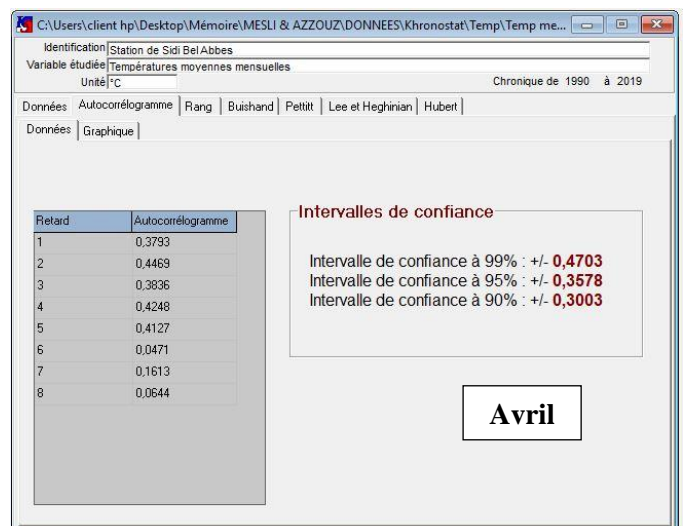 C:\Users\client hp\Desktop\Mémoire\MESLI & AZZOUZ\DONNEES\Khronostat\Temp\Temp me...
Identification Station de Sidi Bel Abbes
Variable étudiée Températures moyennes mensuelles
Unité °C Chronique de 1990 à 2019
Données Autocorrélogramme Rang Buishand Pettitt Lee et Heghinian Hubert
Données Graphique
Retard Autocorrélogramme
1 0,3793
2 0,4469
3 0,3836
4 0,4248
5 0,4127
6 0,0471
7 0,1613
8 0,0644
Intervalles de confiance
Intervalle de confiance à 99% : +/- 0,4703
Intervalle de confiance à 95% : +/- 0,3578
Intervalle de confiance à 90% : +/- 0,3003
Avril